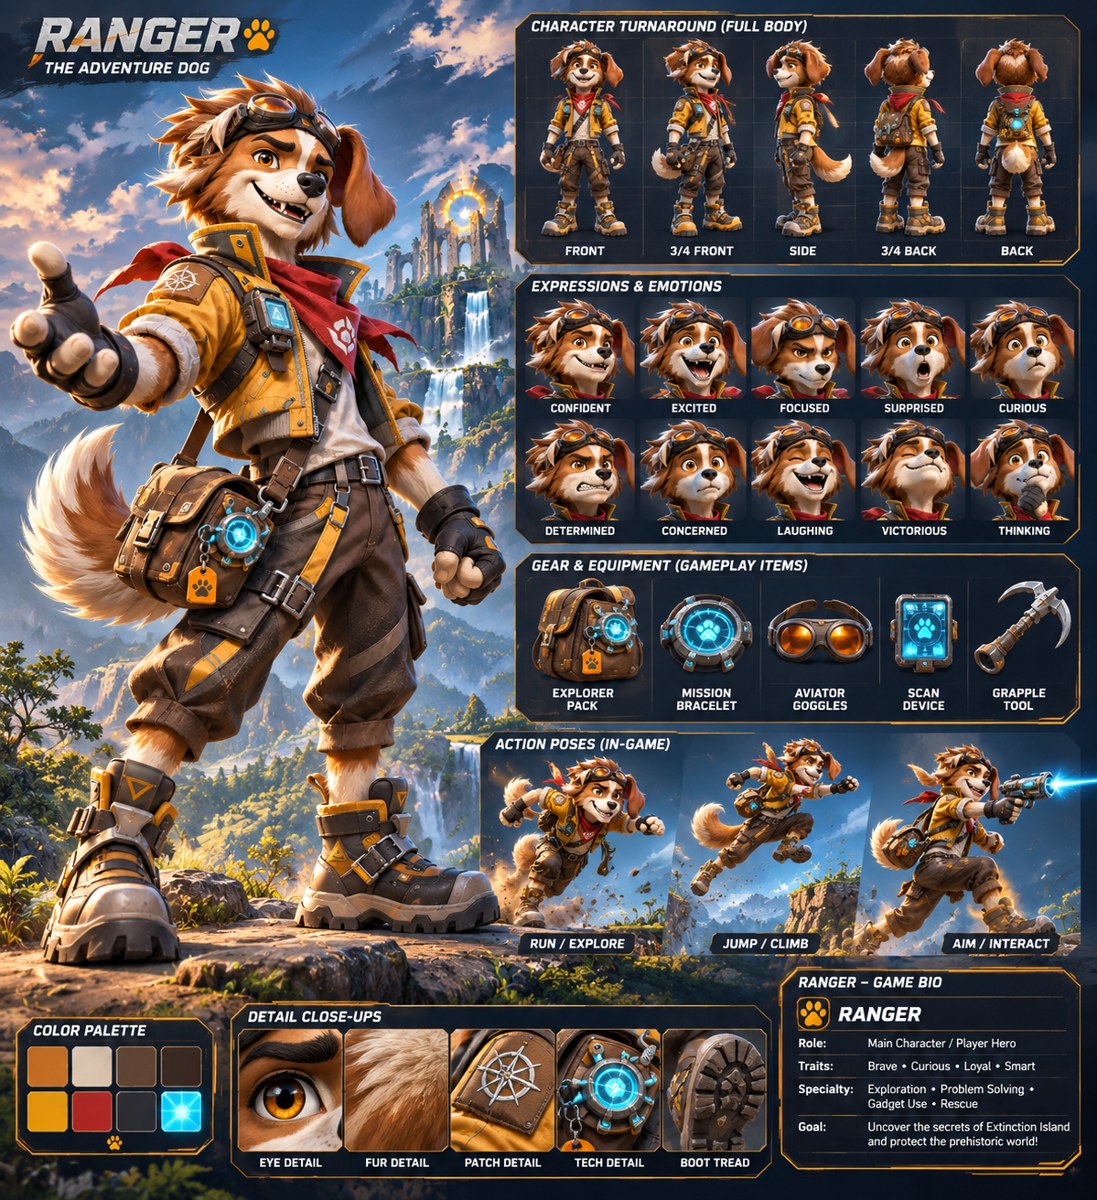 RANGER
THE ADVENTURE DOG
CHARACTER TURNAROUND (FULL BODY)
FRONT
3/4 FRONT
SIDE
3/4 BACK
BACK
EXPRESSIONS & EMOTIONS
CONFIDENT
EXCITED
FOCUSED
SURPRISED
CURIOUS
DETERMINED
CONCERNED
LAUGHING
VICTORIOUS
THINKING
GEAR & EQUIPMENT (GAMEPLAY ITEMS)
EXPLORER
PACK
MISSION
BRACELET
AVIATOR
GOGGLES
SCAN
DEVICE
GRAPPLE
TOOL
ACTION POSES (IN-GAME)
RUN / EXPLORE
JUMP / CLIMB
AIM / INTERACT
COLOR PALETTE
DETAIL CLOSE-UPS
EYE DETAIL
FUR DETAIL
PATCH DETAIL
TECH DETAIL
BOOT TREAD
RANGER – GAME BIO
RANGER
Role: Main Character / Player Hero
Traits: Brave • Curious • Loyal • Smart
Specialty: Exploration • Problem Solving •
Gadget Use • Rescue
Goal: Uncover the secrets of Extinction Island
and protect the prehistoric world!